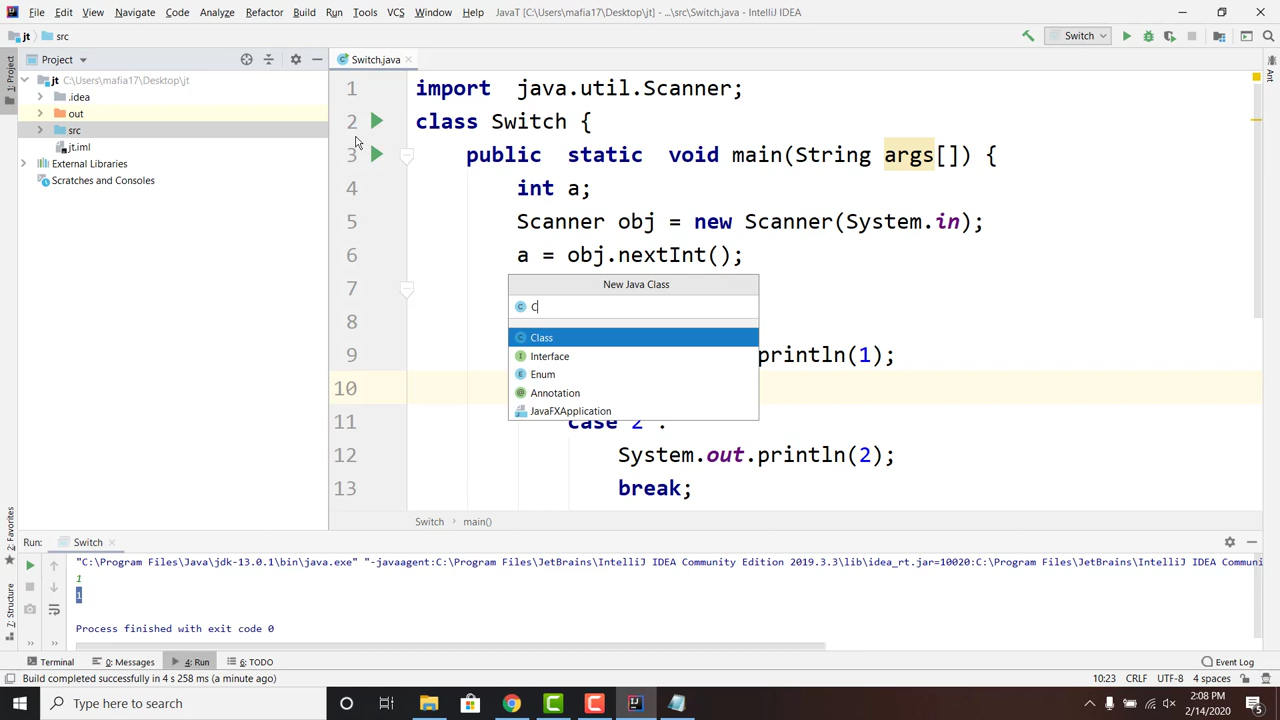 File Edit View Navigate Code Analyze Refactor Build Run Tools VCS Window Help JavaT [C:\Users\mafia17\Desktop\jt] - ...\src\Switch.java - IntelliJ IDEA
jt src Switch
1: Project
Project
Switch.java
Ant
jt C:\Users\mafia17\Desktop\jt
.idea
out
src
jt.iml
External Libraries
Scratches and Consoles
1 import java.util.Scanner;
2 class Switch {
3 public static void main(String args[]) {
4 int a;
5 Scanner obj = new Scanner(System.in);
6 a = obj.nextInt();
7
8
9 println(1);
10
11 case 2 :
12 System.out.println(2);
13 break;
New Java Class
C
Class
Interface
Enum
Annotation
JavaFXApplication
Switch main()
2: Favorites
7: Structure
Run: Switch
"C:\Program Files\Java\jdk-13.0.1\bin\java.exe" "-javaagent:C:\Program Files\JetBrains\IntelliJ IDEA Community Edition 2019.3.3\lib\idea_rt.jar=10020:C:\Program Files\JetBrains\IntelliJ IDEA Communi
1
1
Process finished with exit code 0
Terminal 0: Messages 4: Run 6: TODO Event Log
Build completed successfully in 4 s 258 ms (a minute ago) 10:23 CRLF UTF-8 4 spaces
Type here to search
2:08 PM
2/14/2020
5